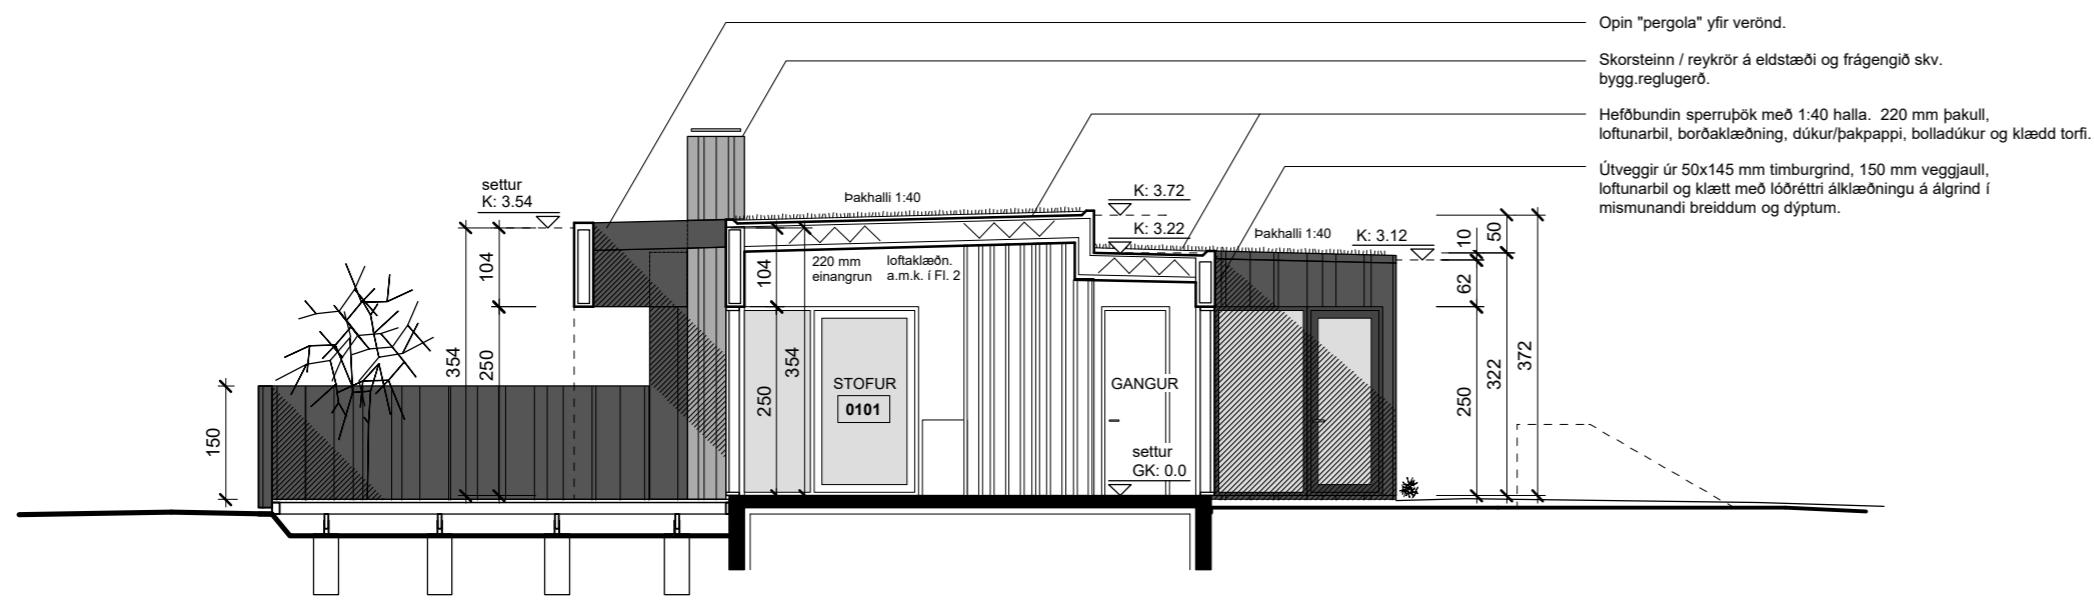 Opin "pergola" yfir verönd.
Skorsteinn / reykrör á eldstæði og frágengið skv.
bygg.reglugerð.
Hefðbundin sperruþök með 1:40 halla. 220 mm þakull,
loftunarbil, borðaklæðning, dúkur/þakpappi, bolladúkur og klædd torfi.
Útveggir úr 50x145 mm timburgrind, 150 mm veggjaull,
loftunarbil og klætt með lóðréttri álklæðningu á álgrind í
mismunandi breiddum og dýptum.
settur
K: 3.54
Þakhalli 1:40
K: 3.72
K: 3.22
Þakhalli 1:40
K: 3.12
220 mm
einangrun
loftaklæðn.
a.m.k. í Fl. 2
104
104
10
50
62
354
250
250
354
250
322
372
150
STOFUR
0101
GANGUR
settur
GK: 0.0